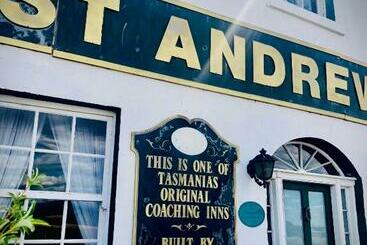 ST ANDREW
THIS IS ONE OF
TASMANIAS
ORIGINAL
COACHING INNS
BUILT
BY